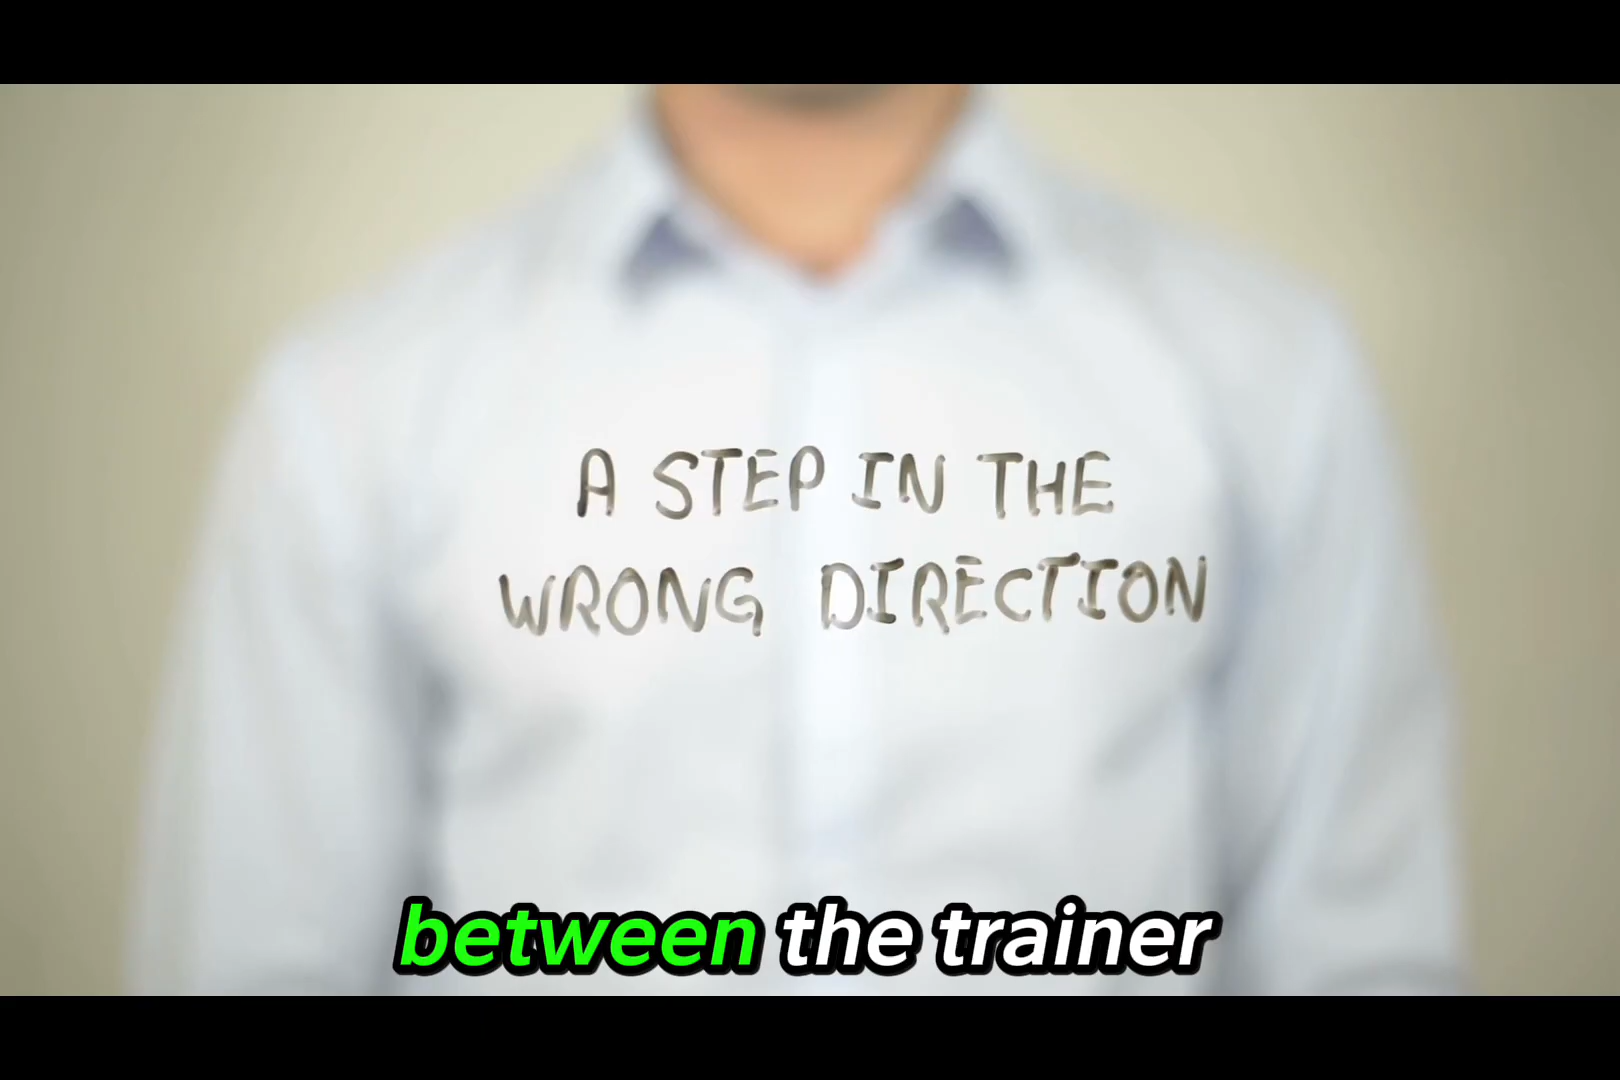 A STEP IN THE
WRONG DIRECTION
between the trainer